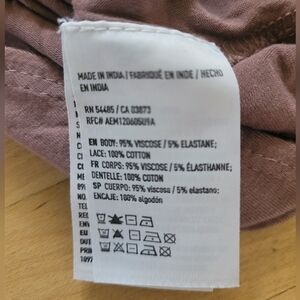 MADE IN INDIA / FABRIQUÉ EN INDE / HECHO
EN INDIA
RN 54485 / CA 03873
RFC# AEM1206050U9A
EN BODY: 95% VISCOSE / 5% ELASTANE;
LACE: 100% COTTON
FR CORPS: 95% VISCOSE / 5% ÉLASTHANNE;
DENTELLE: 100% COTON
SP CUERPO: 95% viscosa / 5% elastano;
ENCAJE: 100% algodón